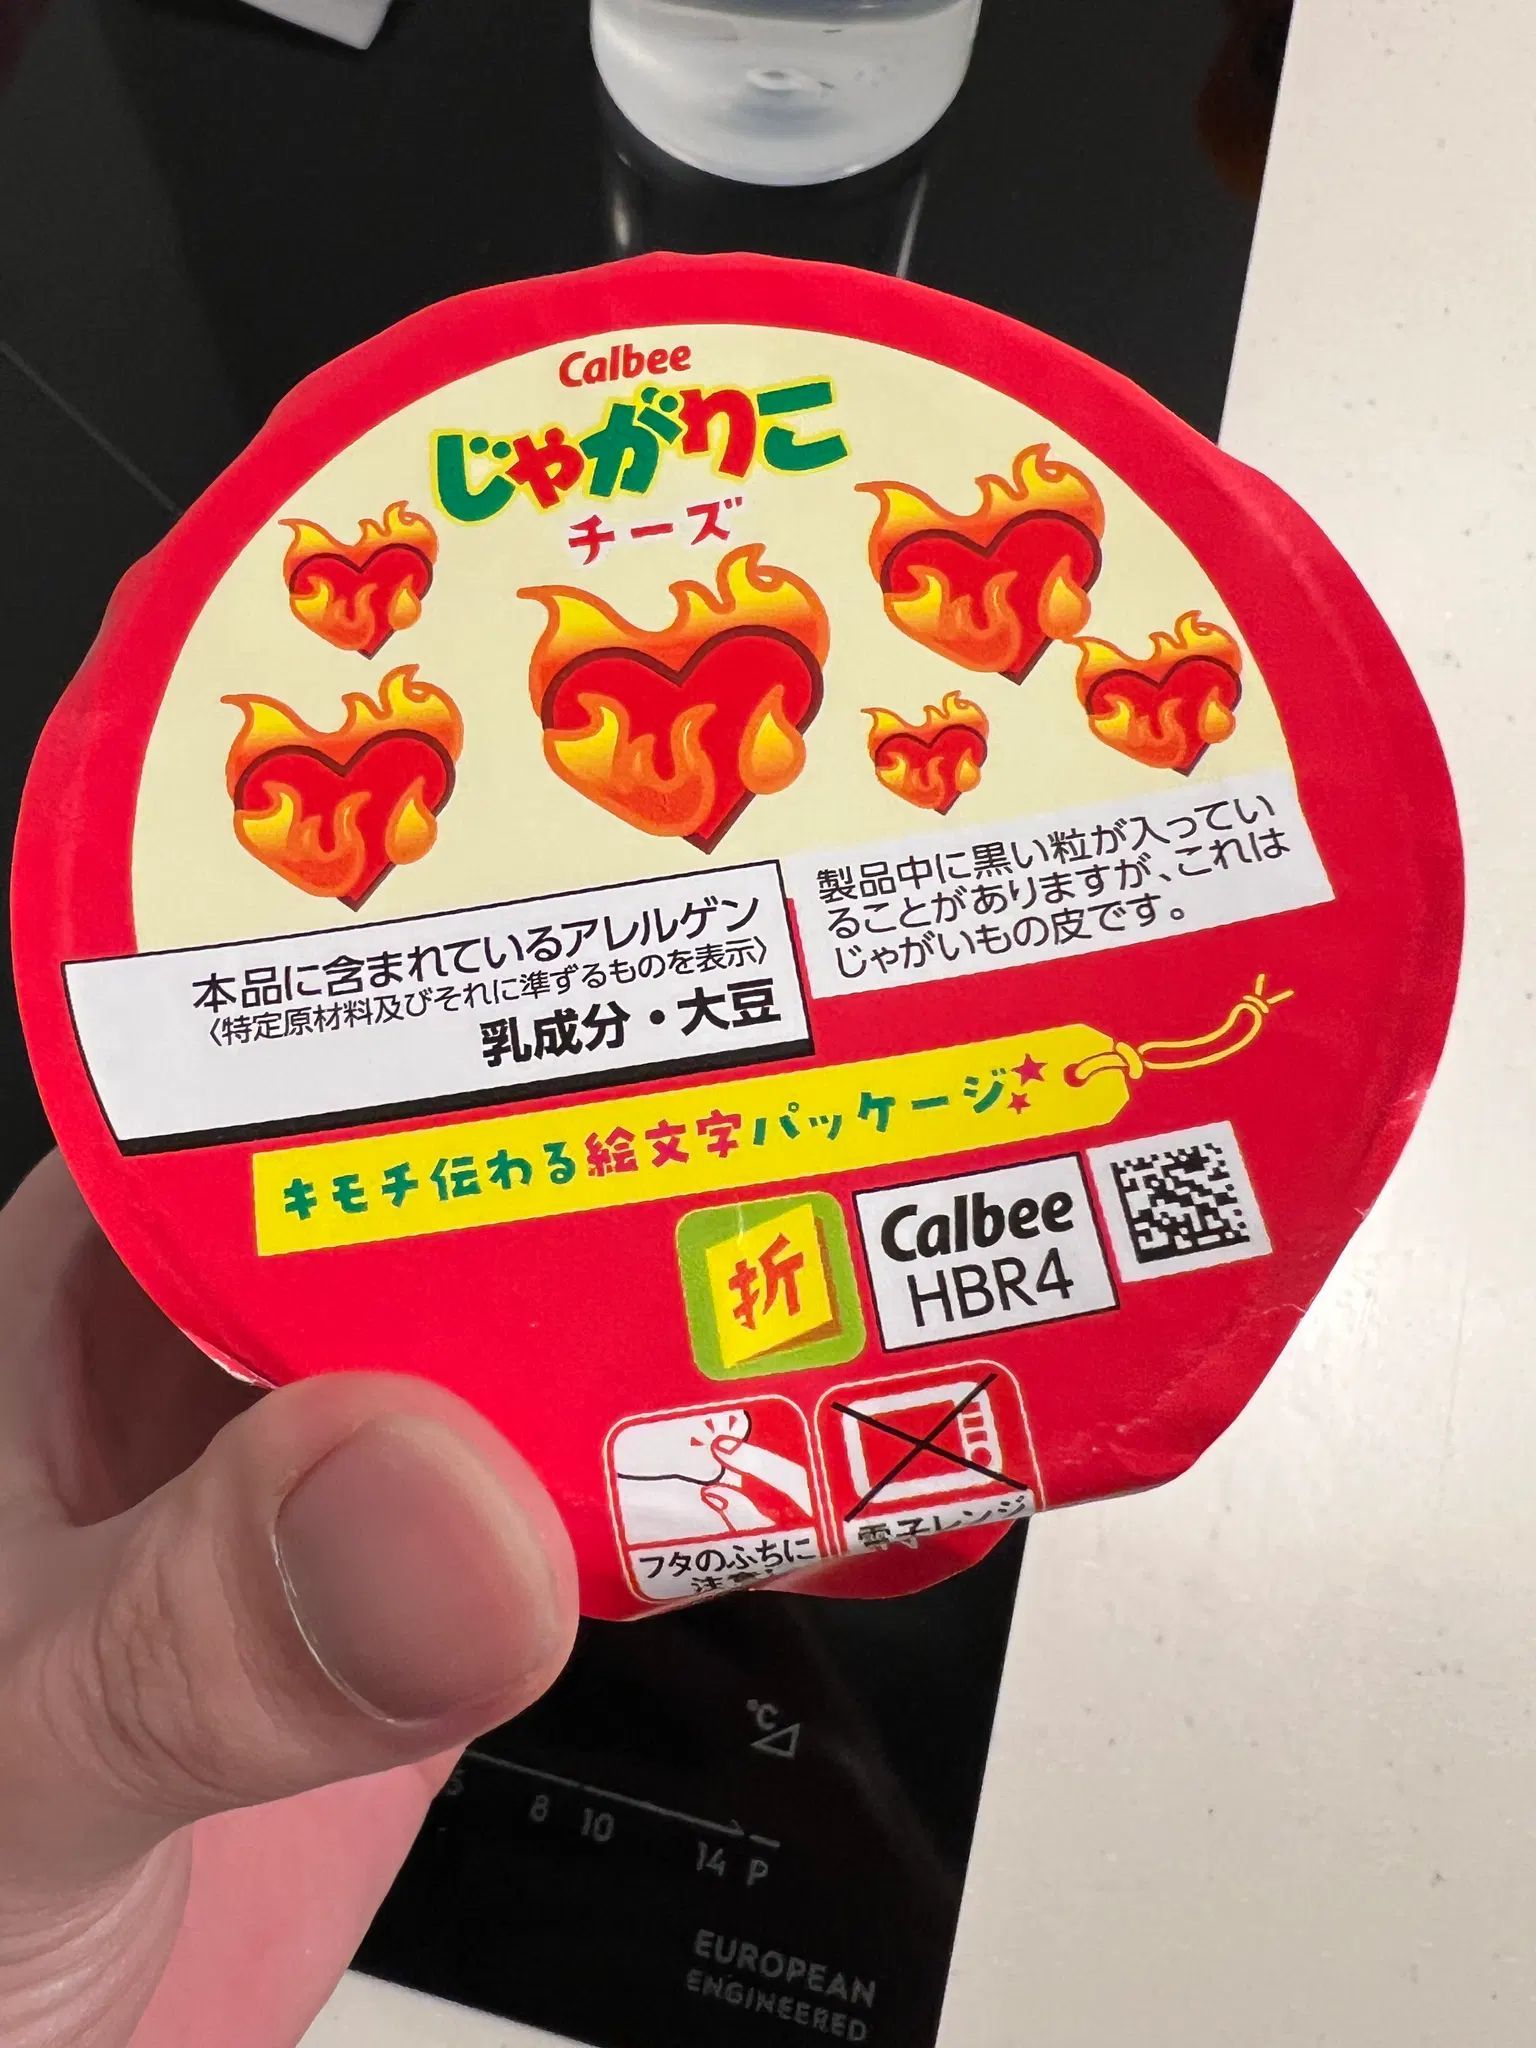 Calbee
じゃがりこ
チーズ
製品中に黒い粒が入ってい
ることがありますが、これは
じゃがいもの皮です。
本品に含まれているアレルゲン
〈特定原材料及びそれに準ずるものを表示〉
乳成分・大豆
キモチ伝わる絵文字パッケージ
折
Calbee
HBR4
フタのふちに
注意!
電子レンジ
°C
8 10 14 P
EUROPEAN
ENGINEERED